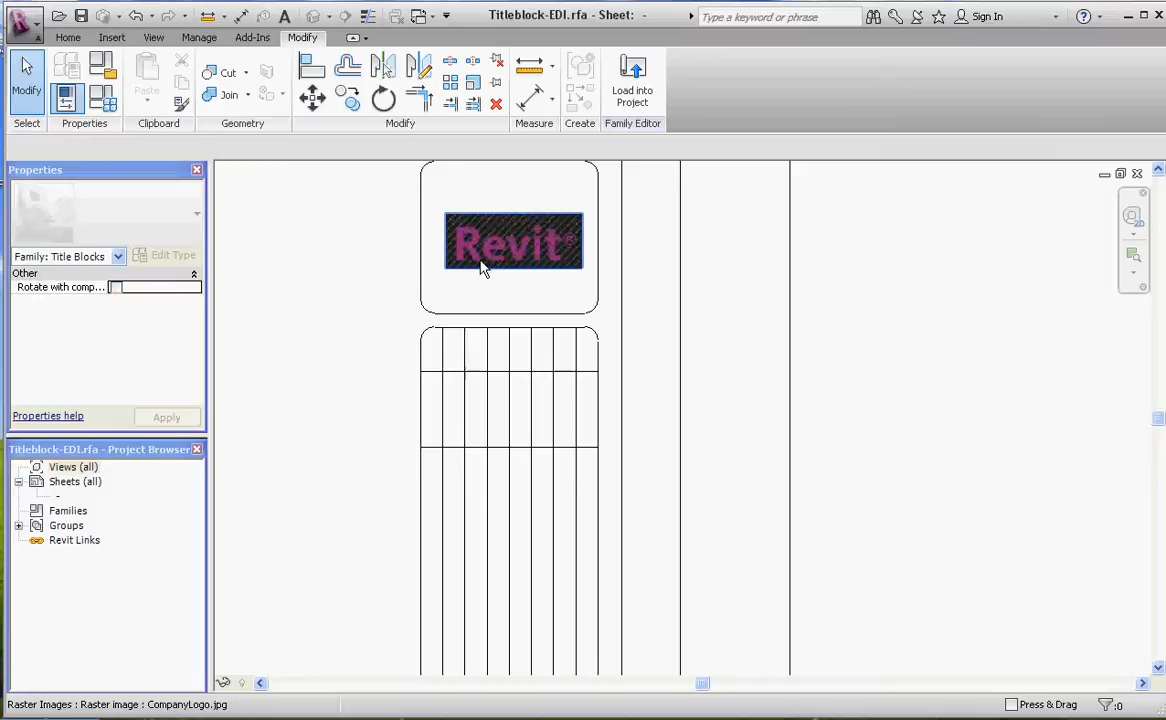 Titleblock-EDI.rfa - Sheet: -
Type a keyword or phrase
Sign In
Home
Insert
View
Manage
Add-Ins
Modify
Modify
Paste
Cut
Join
Load into
Project
Select
Properties
Clipboard
Geometry
Modify
Measure
Create
Family Editor
Properties
Family: Title Blocks
Edit Type
Other
Rotate with comp...
Properties help
Apply
Titleblock-EDI.rfa - Project Browser
Views (all)
Sheets (all)
-
Families
Groups
Revit Links
Revit®
2D
Raster Images : Raster image : CompanyLogo.jpg
Press & Drag
:0